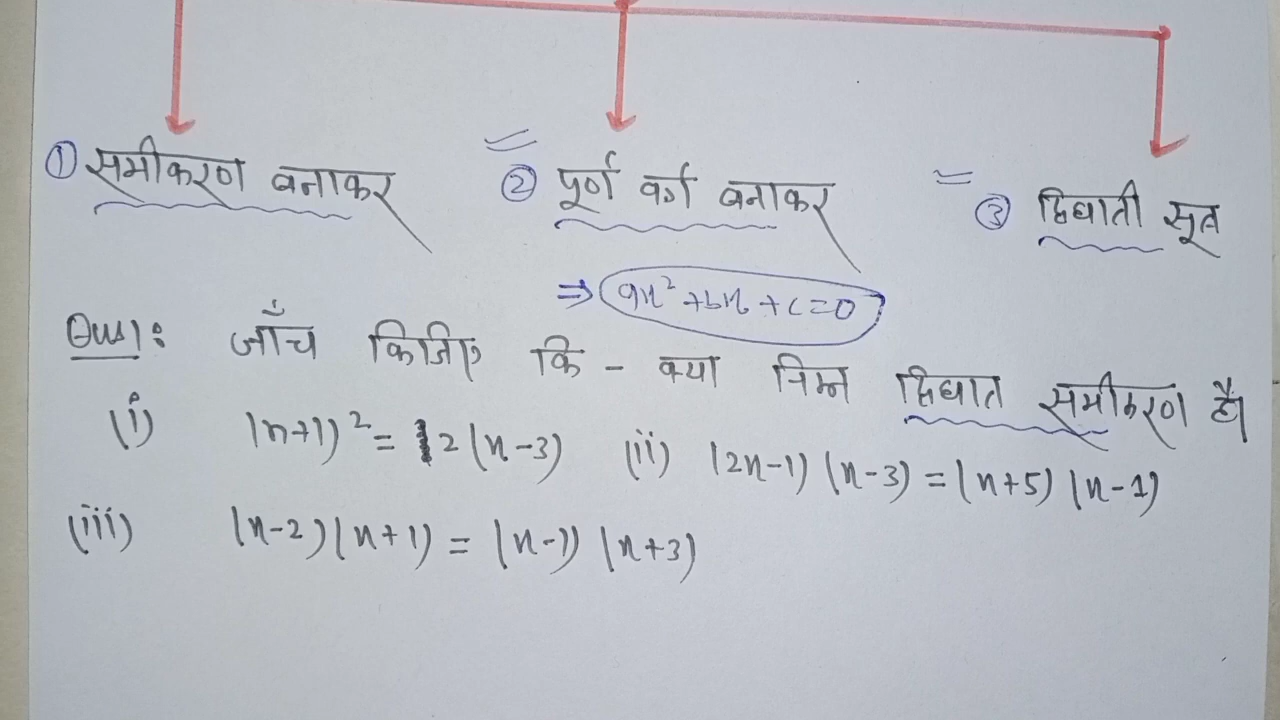 ① समीकरण बनाकर ② पूर्ण वर्ग बनाकर ③ द्विघाती सूत्र
⇒ ax² + bx + c = 0
Qus1: जाँच किजिए कि - क्या निम्न द्विघात समीकरण है।
(i) (x+1)² = 2(x-3) (ii) (2x-1) (x-3) = (x+5) (x-1)
(iii) (x-2)(x+1) = (x-1) (x+3)